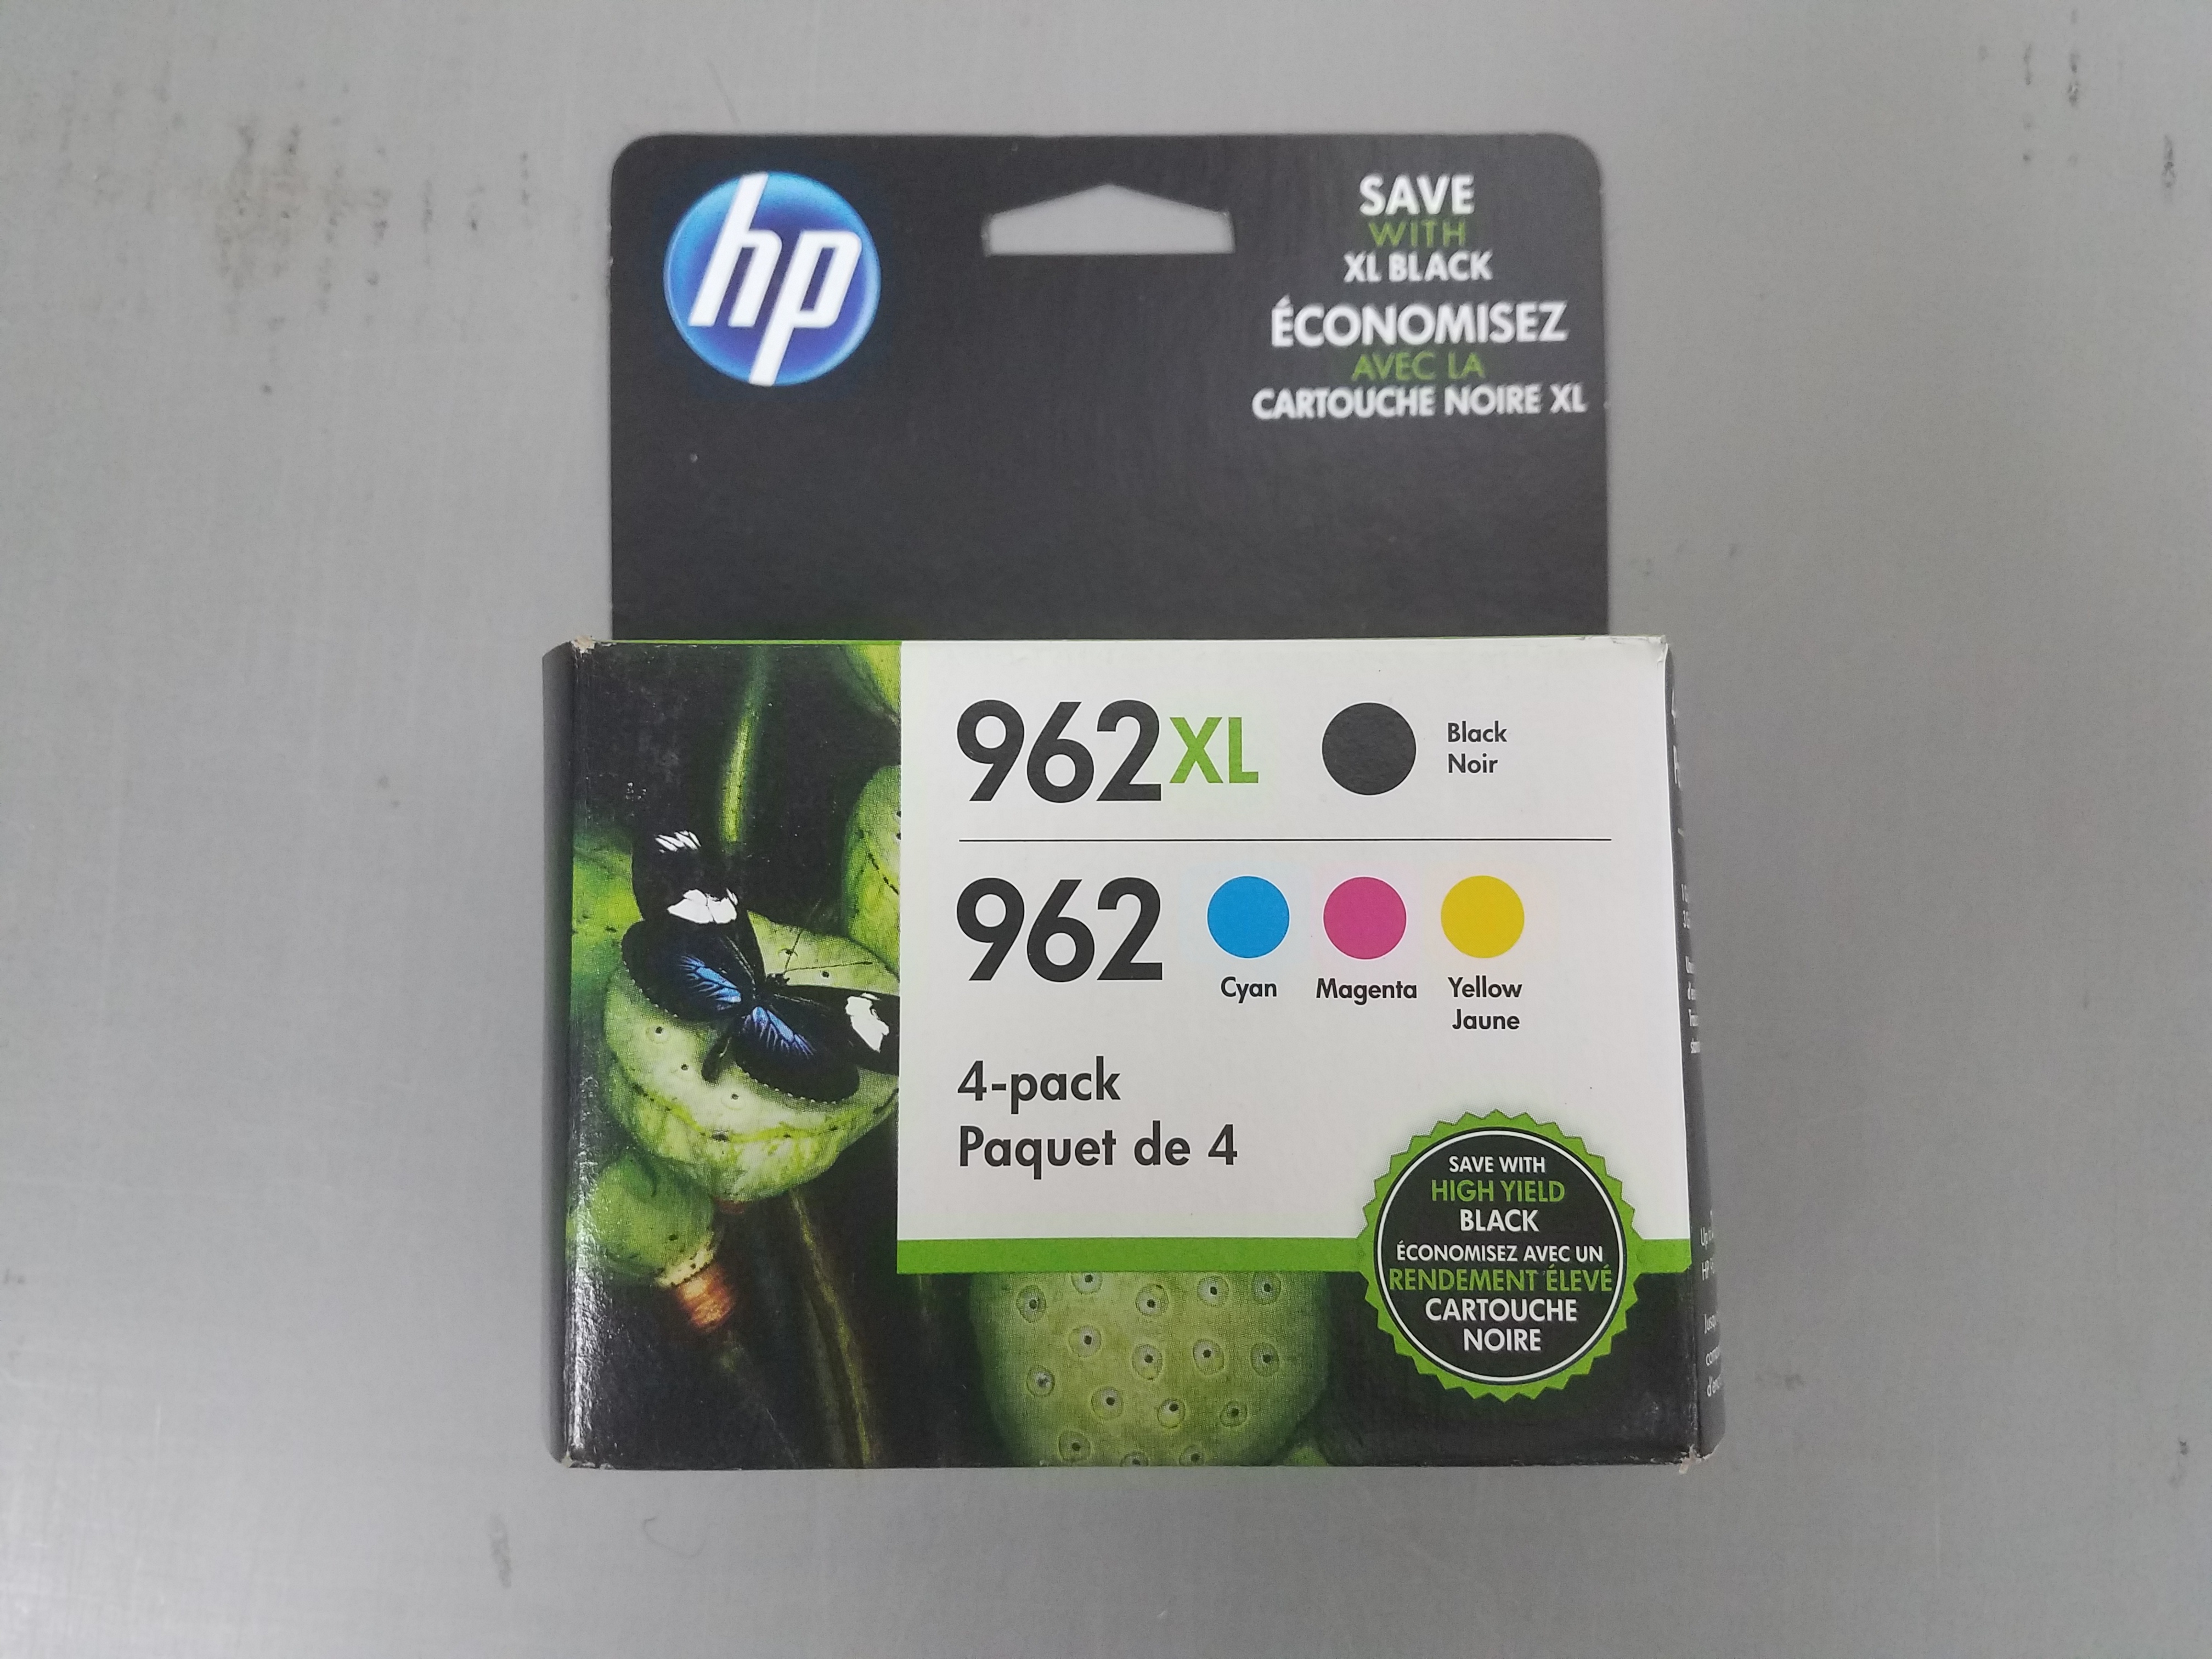 hp
SAVE
WITH
XL BLACK
ÉCONOMISEZ
AVEC LA
CARTOUCHE NOIRE XL
962XL
Black
Noir
962
Cyan
Magenta
Yellow
Jaune
4-pack
Paquet de 4
SAVE WITH
HIGH YIELD
BLACK
ÉCONOMISEZ AVEC UN
RENDEMENT ÉLEVÉ
CARTOUCHE
NOIRE